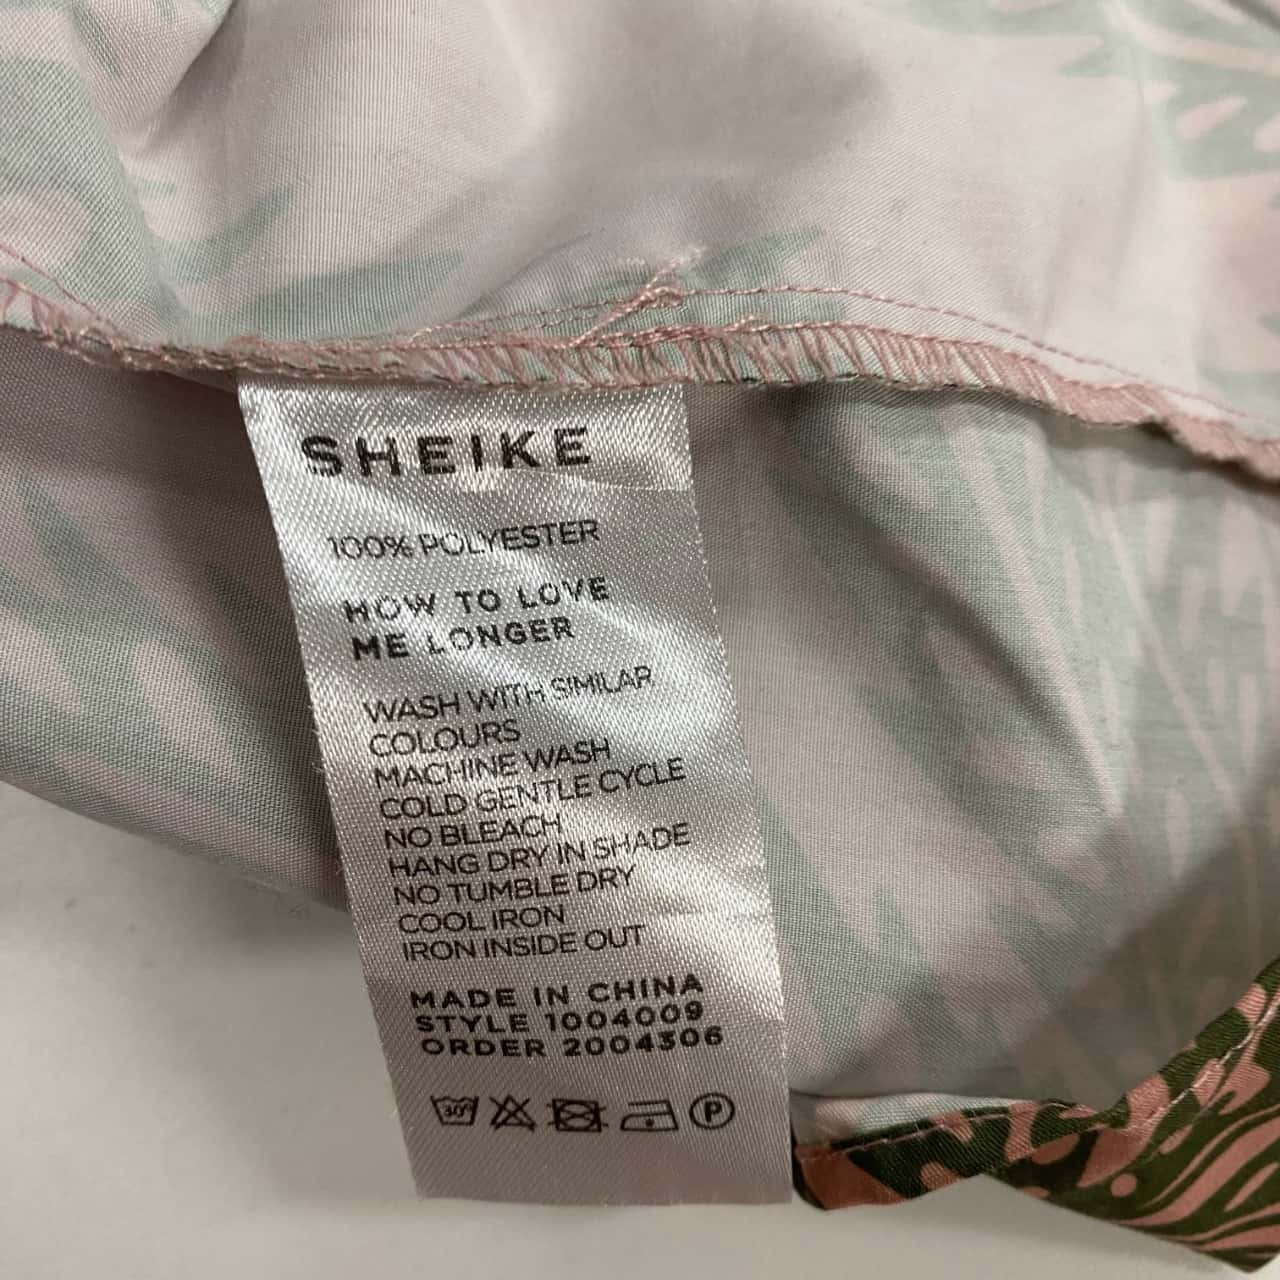 SHEIKE
100% POLYESTER
HOW TO LOVE
ME LONGER
WASH WITH SIMILAR
COLOURS
MACHINE WASH
COLD GENTLE CYCLE
NO BLEACH
HANG DRY IN SHADE
NO TUMBLE DRY
COOL IRON
IRON INSIDE OUT
MADE IN CHINA
STYLE 1004009
ORDER 2004306
30° P